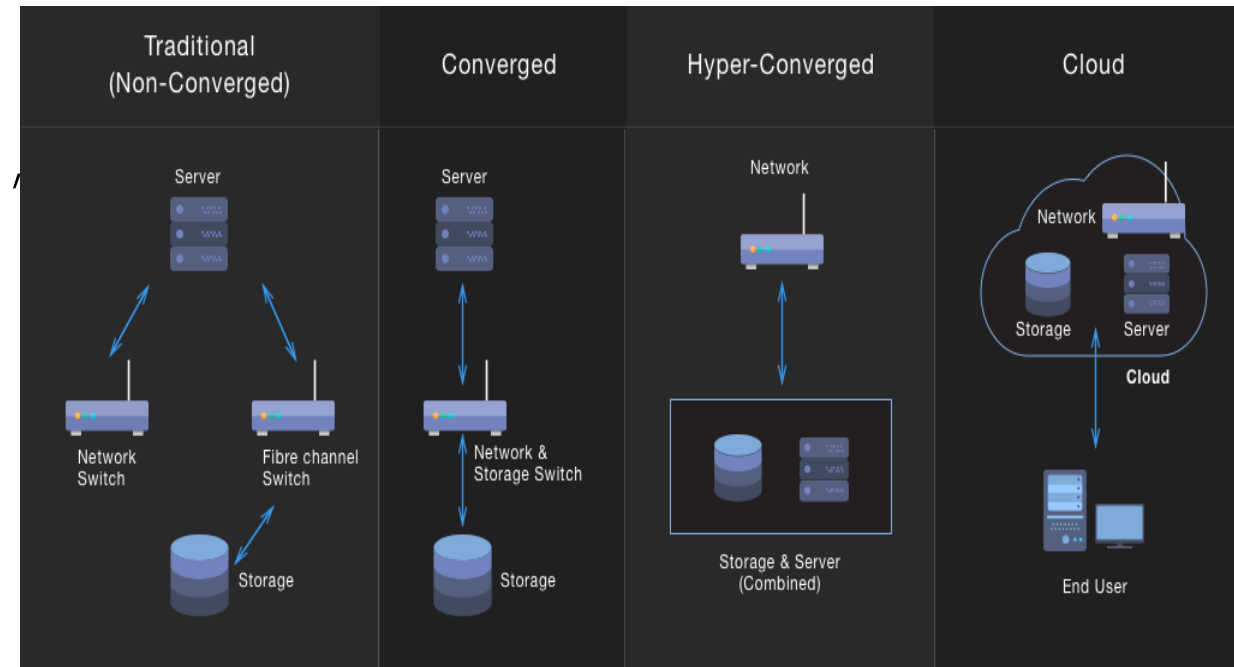 Traditional
(Non-Converged)
Converged
Hyper-Converged
Cloud
Server
Network
Switch
Fibre channel
Switch
Storage
Server
Network &
Storage Switch
Storage
Network
Storage & Server
(Combined)
Network
Storage
Server
Cloud
End User